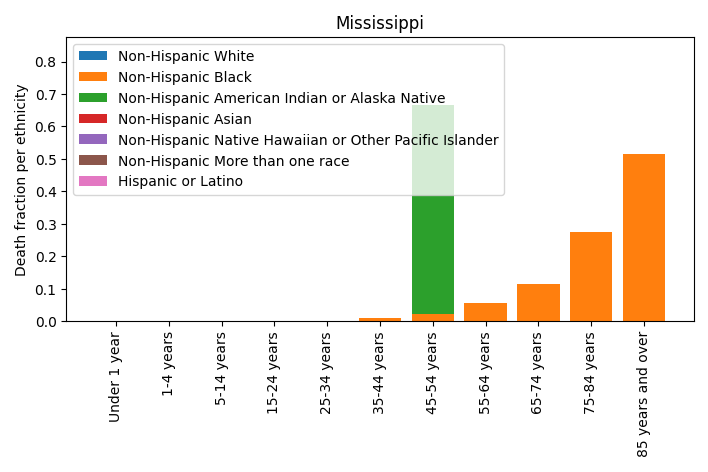 Mississippi
Non-Hispanic White
Non-Hispanic Black
Non-Hispanic American Indian or Alaska Native
Non-Hispanic Asian
Non-Hispanic Native Hawaiian or Other Pacific Islander
Non-Hispanic More than one race
Hispanic or Latino
Death fraction per ethnicity
0.8
0.7
0.6
0.5
0.4
0.3
0.2
0.1
0.0
Under 1 year
1-4 years
5-14 years
15-24 years
25-34 years
35-44 years
45-54 years
55-64 years
65-74 years
75-84 years
85 years and over